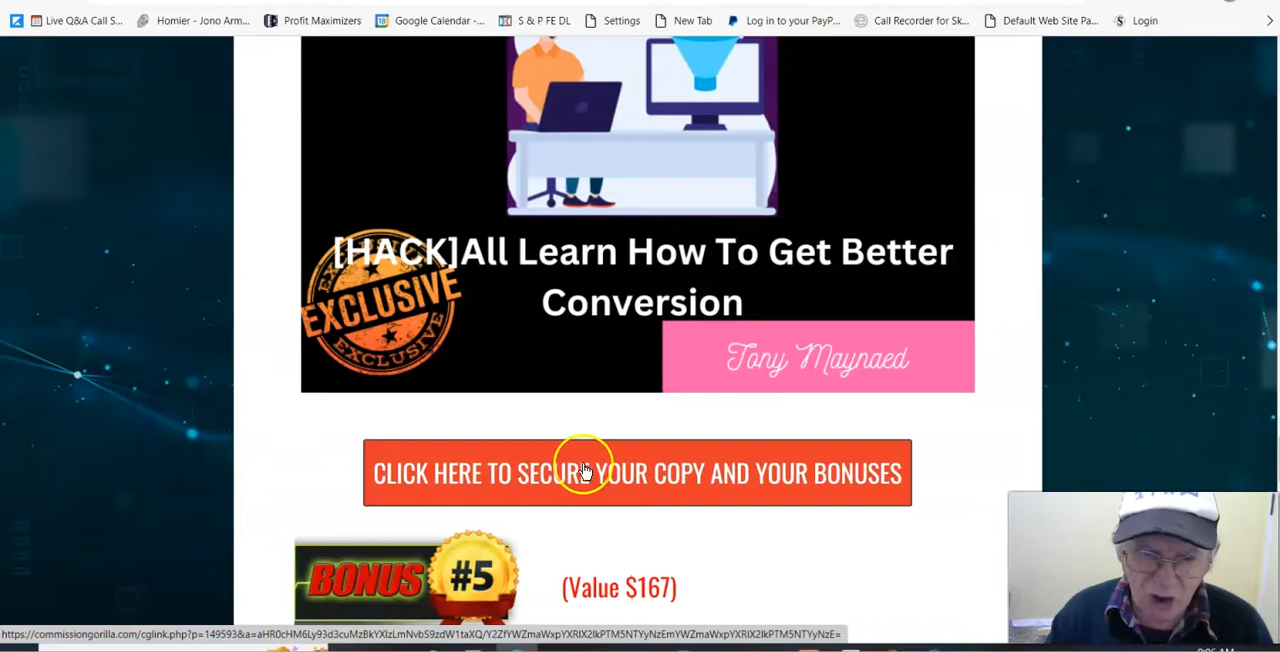 Live Q&A Call S...
Homier - Jono Arm...
Profit Maximizers
Google Calendar -...
S & P FE DL
Settings
New Tab
Log in to your PayP...
Call Recorder for Sk...
Default Web Site Pa...
Login
[HACK]All Learn How To Get Better
Conversion
EXCLUSIVE
EXCLUSIVE
Tony Maynaed
CLICK HERE TO SECURE YOUR COPY AND YOUR BONUSES
BONUS #5
(Value $167)